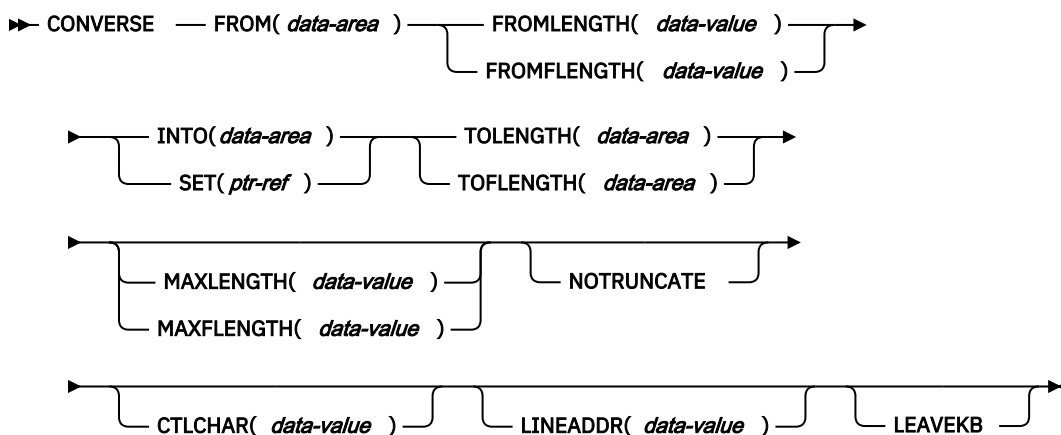 CONVERSE FROM( data-area ) FROMLENGTH( data-value )
FROMFLENGTH( data-value )
INTO( data-area ) TOLENGTH( data-area )
SET( ptr-ref ) TOFLENGTH( data-area )
MAXLENGTH( data-value ) NOTRUNCATE
MAXFLENGTH( data-value )
CTLCHAR( data-value ) LINEADDR( data-value ) LEAVEKB